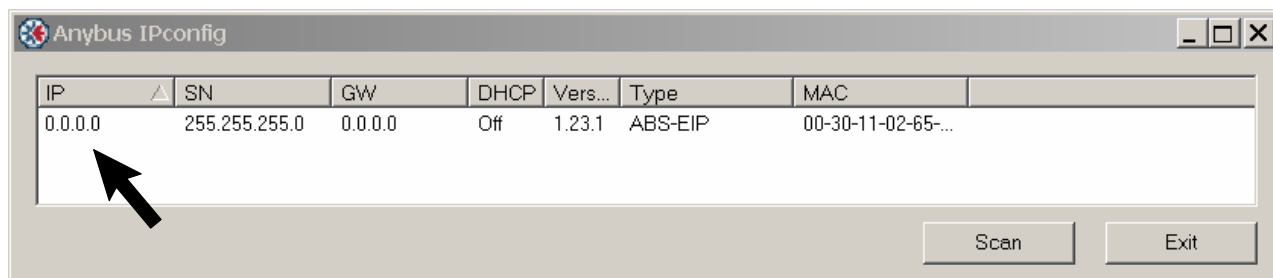 Anybus IPconfig
IP SN GW DHCP Vers... Type MAC
0.0.0.0 255.255.255.0 0.0.0.0 Off 1.23.1 ABS-EIP 00-30-11-02-65-...
Scan Exit